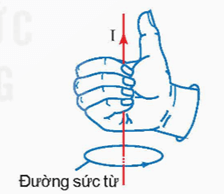 I
Đường sức từ